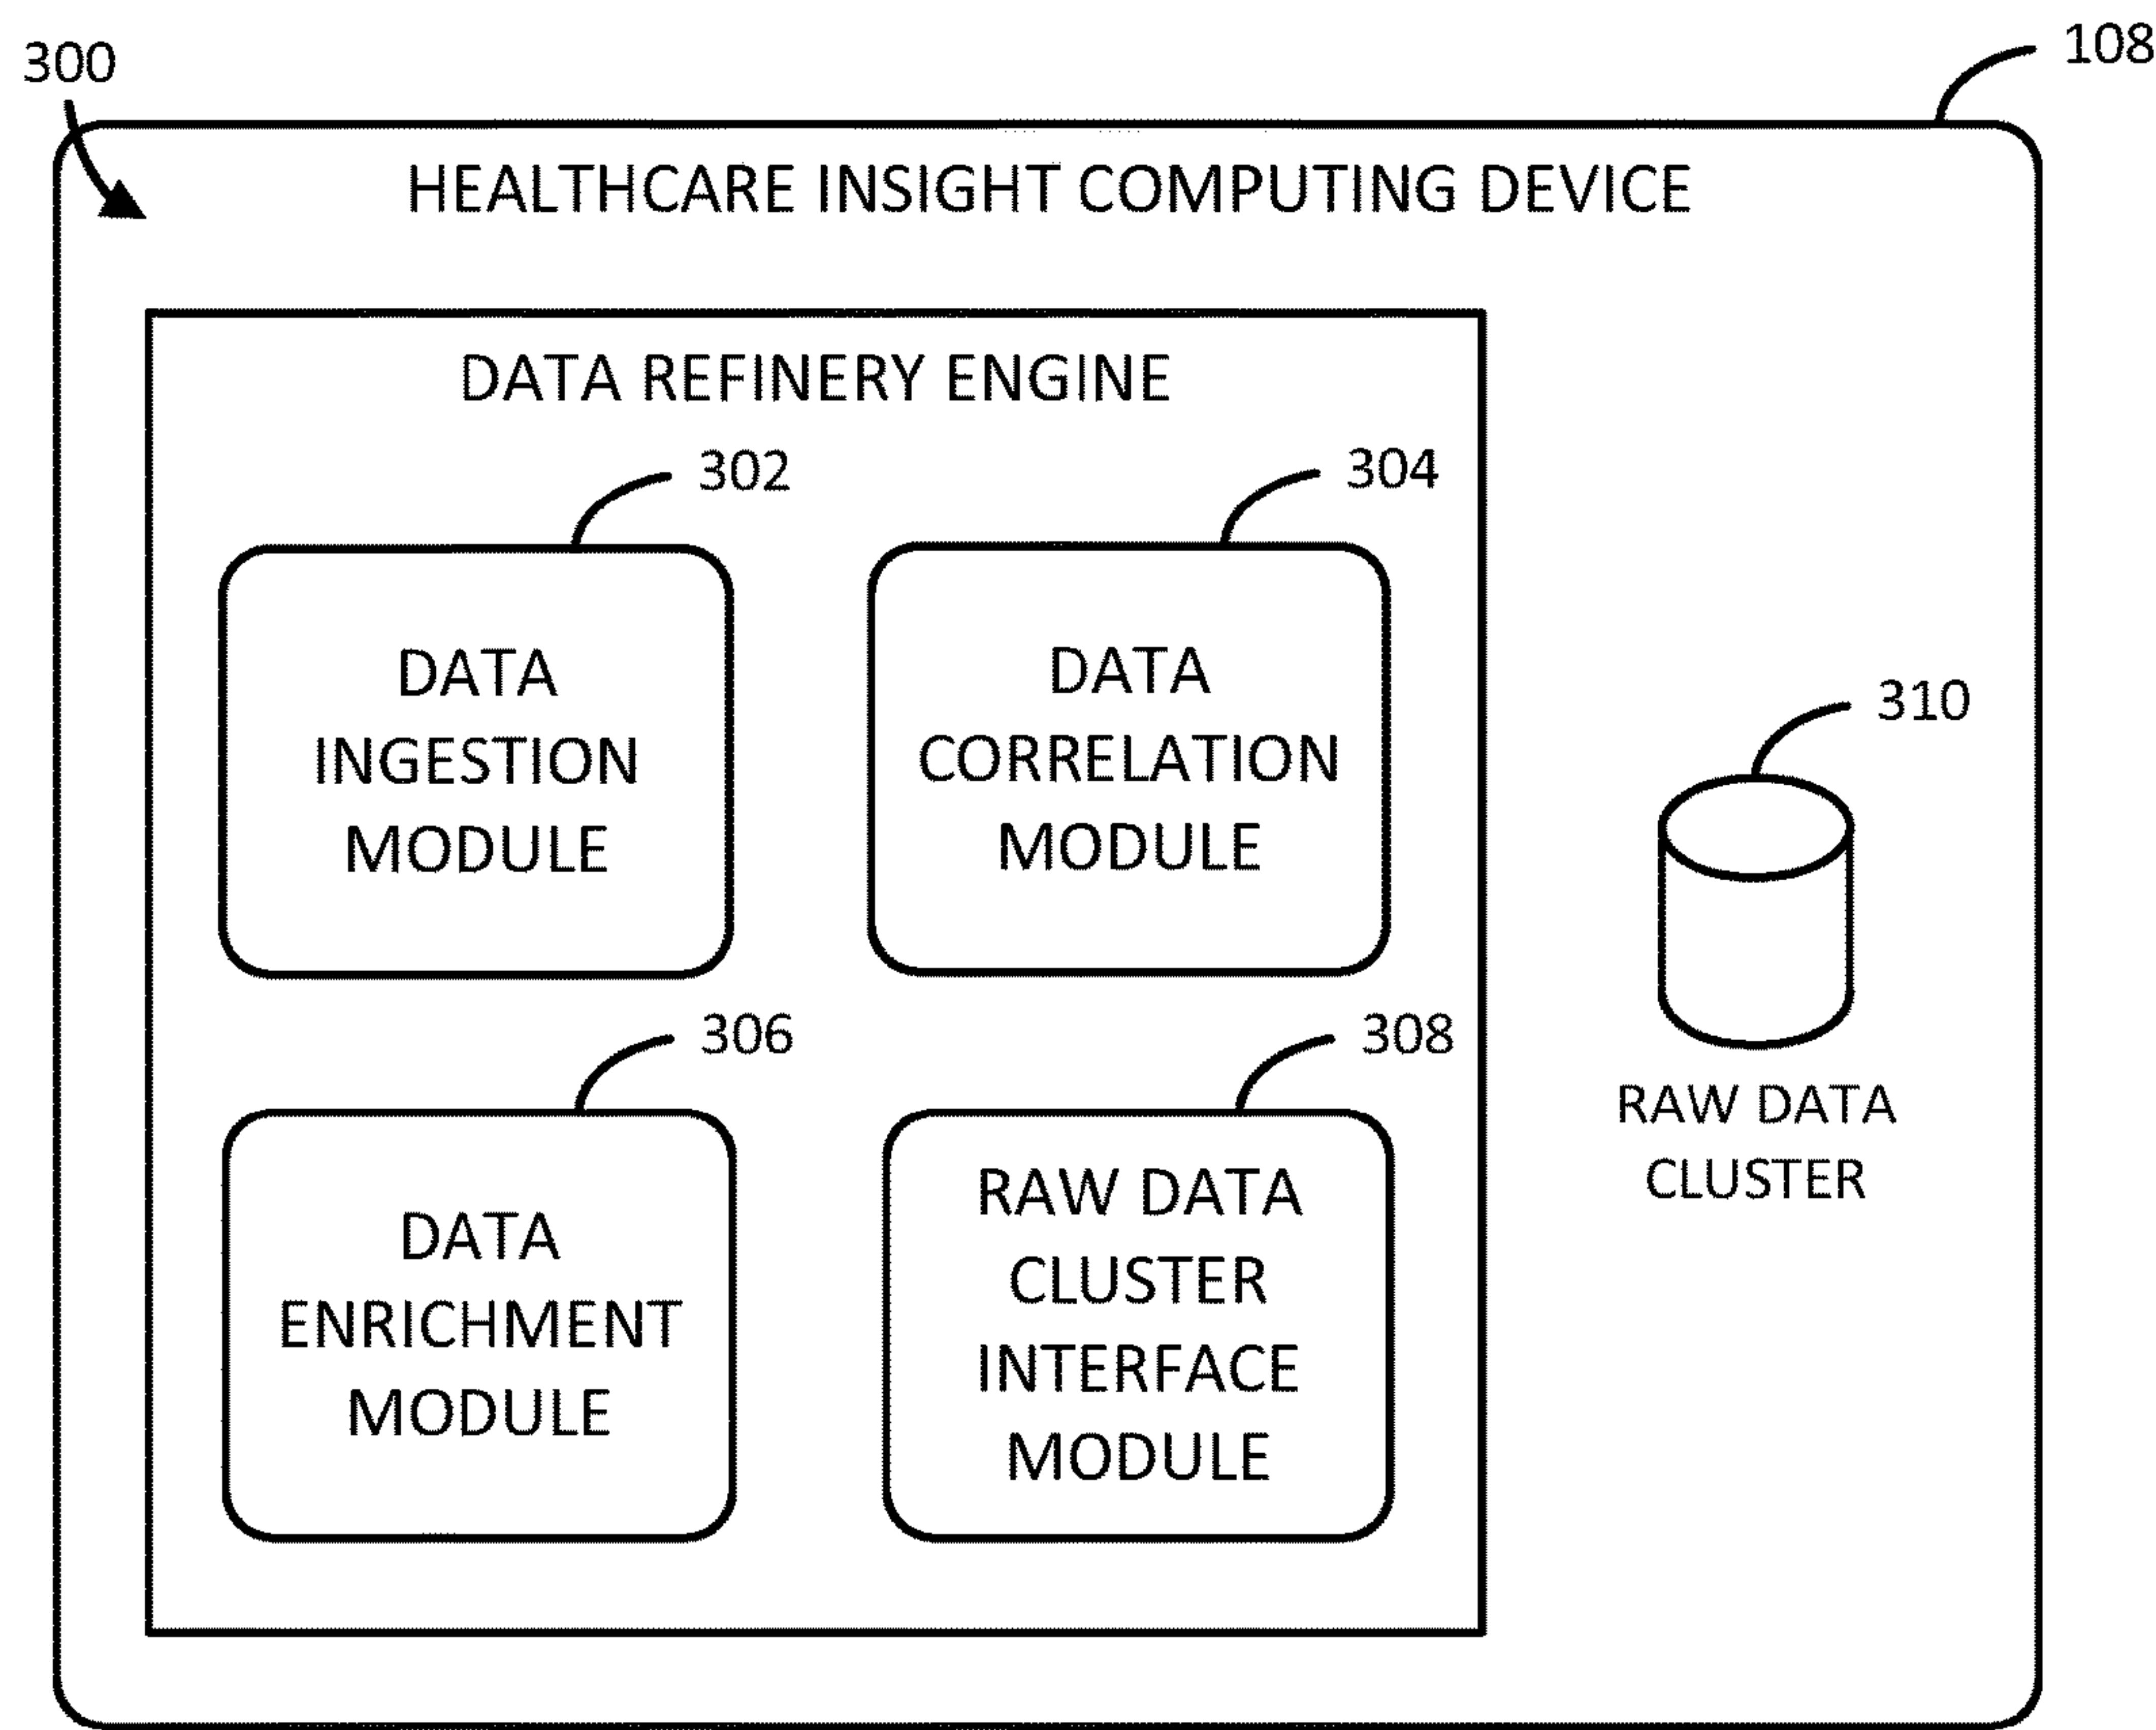 300
108
HEALTHCARE INSIGHT COMPUTING DEVICE
DATA REFINERY ENGINE
302
304
DATA
INGESTION
MODULE
DATA
CORRELATION
MODULE
310
RAW DATA
CLUSTER
306
308
DATA
ENRICHMENT
MODULE
RAW DATA
CLUSTER
INTERFACE
MODULE